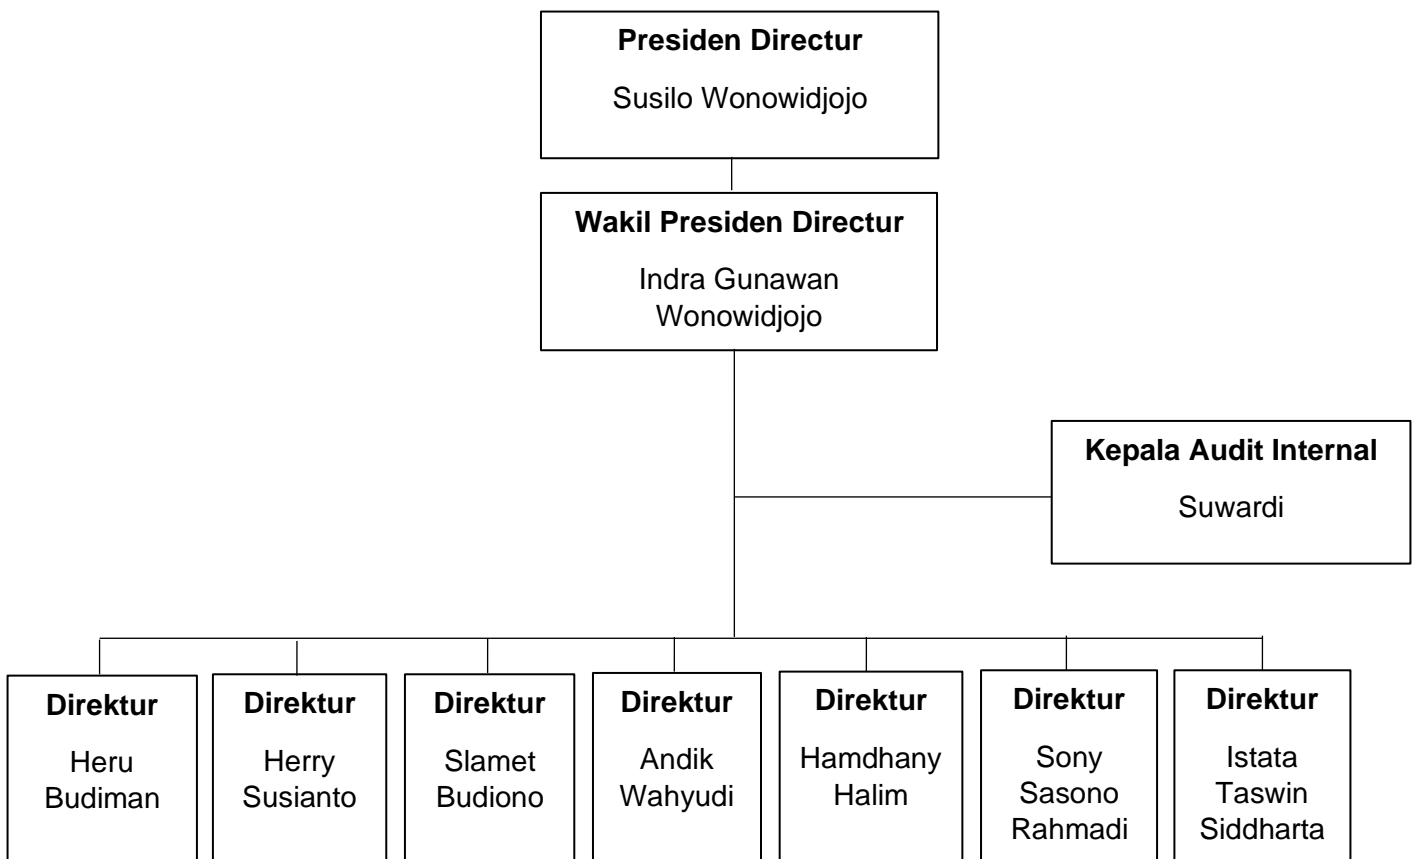 Presiden Directur
Susilo Wonowidjojo
Wakil Presiden Directur
Indra Gunawan
Wonowidjojo
Kepala Audit Internal
Suwardi
Direktur
Heru
Budiman
Direktur
Herry
Susianto
Direktur
Slamet
Budiono
Direktur
Andik
Wahyudi
Direktur
Hamdhany
Halim
Direktur
Sony
Sasono
Rahmadi
Direktur
Istata
Taswin
Siddharta